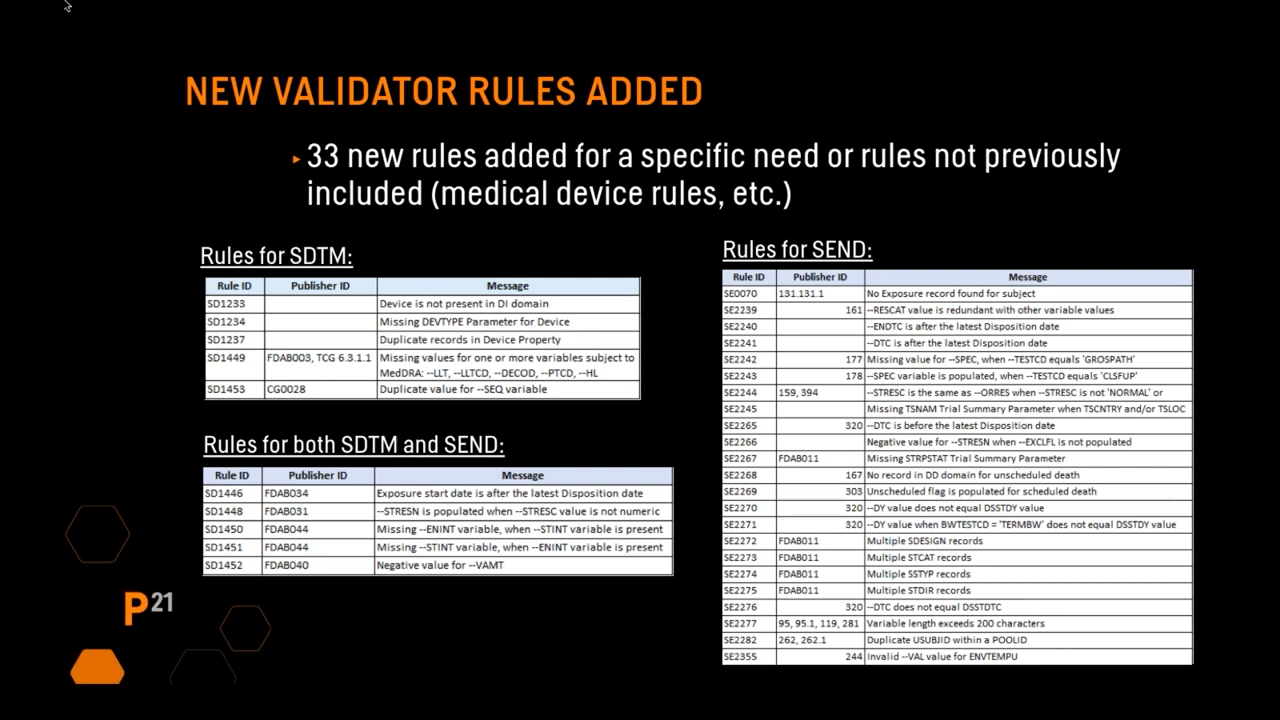 NEW VALIDATOR RULES ADDED
33 new rules added for a specific need or rules not previously
included (medical device rules, etc.)
Rules for SDTM:
Rule ID Publisher ID Message
SD1233 Device is not present in DI domain
SD1234 Missing DEVTYPE Parameter for Device
SD1237 Duplicate records in Device Property
SD1449 FDAB003, TCG 6.3.1.1 Missing values for one or more variables subject to
MedDRA: --LLT, --LLTCD, --DECOD, --PTCD, --HL
SD1453 CG0028 Duplicate value for --SEQ variable
Rules for both SDTM and SEND:
Rule ID Publisher ID Message
SD1446 FDAB034 Exposure start date is after the latest Disposition date
SD1448 FDAB031 --STRESN is populated when --STRESC value is not numeric
SD1450 FDAB044 Missing --ENINT variable, when --STINT variable is present
SD1451 FDAB044 Missing --STINT variable, when --ENINT variable is present
SD1452 FDAB040 Negative value for --VAMT
Rules for SEND:
Rule ID Publisher ID Message
SE0070 131.131.1 No Exposure record found for subject
SE2239 161 --RESCAT value is redundant with other variable values
SE2240 --ENDTC is after the latest Disposition date
SE2241 --DTC is after the latest Disposition date
SE2242 177 Missing value for --SPEC, when --TESTCD equals 'GROSPATH'
SE2243 178 --SPEC variable is populated, when --TESTCD equals 'CLSFUP'
SE2244 159, 394 --STRESC is the same as --ORRES when --STRESC is not 'NORMAL' or
SE2245 Missing TSNAM Trial Summary Parameter when TSCNTRY and/or TSLOC
SE2265 320 --DTC is before the latest Disposition date
SE2266 Negative value for --STRESN when --EXCLFL is not populated
SE2267 FDAB011 Missing STRPSTAT Trial Summary Parameter
SE2268 167 No record in DD domain for unscheduled death
SE2269 303 Unscheduled flag is populated for scheduled death
SE2270 320 --DY value does not equal DSSTDY value
SE2271 320 --DY value when BWTESTCD = 'TERMBW' does not equal DSSTDY value
SE2272 FDAB011 Multiple SDESIGN records
SE2273 FDAB011 Multiple STCAT records
SE2274 FDAB011 Multiple SSTYP records
SE2275 FDAB011 Multiple STDIR records
SE2276 320 --DTC does not equal DSSTDTC
SE2277 95, 95.1, 119, 281 Variable length exceeds 200 characters
SE2282 262, 262.1 Duplicate USUBJID within a POOLID
SE2355 244 Invalid --VAL value for ENVTEMPU
P21